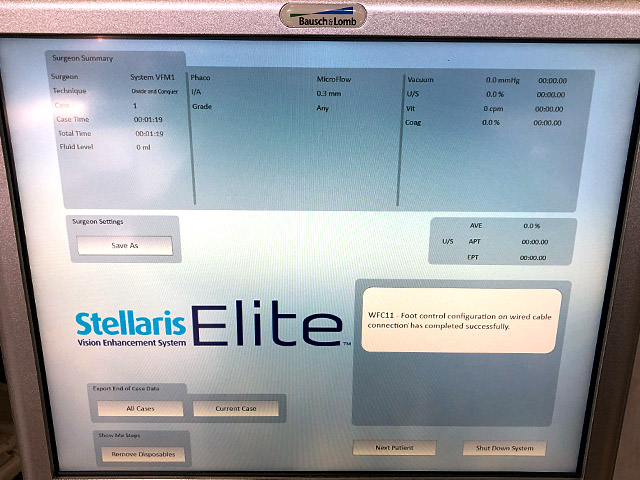 Bausch & Lomb
Surgeon Summary
Surgeon System VFM1
Technique Divide and Conquer
Case 1
Case Time 00:01:19
Total Time 00:01:19
Fluid Level 0 ml
Phaco MicroFlow
I/A 0.3 mm
Grade Any
Vacuum 0.0 mmHg 00:00.00
U/S 0.0 % 00:00.00
Vit 0 cpm 00:00.00
Coag 0.0 % 00:00.00
Surgeon Settings
Save As
AVE 0.0 %
U/S APT 00:00.00
EPT 00:00.00
Stellaris Elite™
Vision Enhancement System
WFC11 - Foot control configuration on wired cable
connection has completed successfully.
Export End of Case Data
All Cases Current Case
Show Me Steps
Remove Disposables
Next Patient Shut Down System